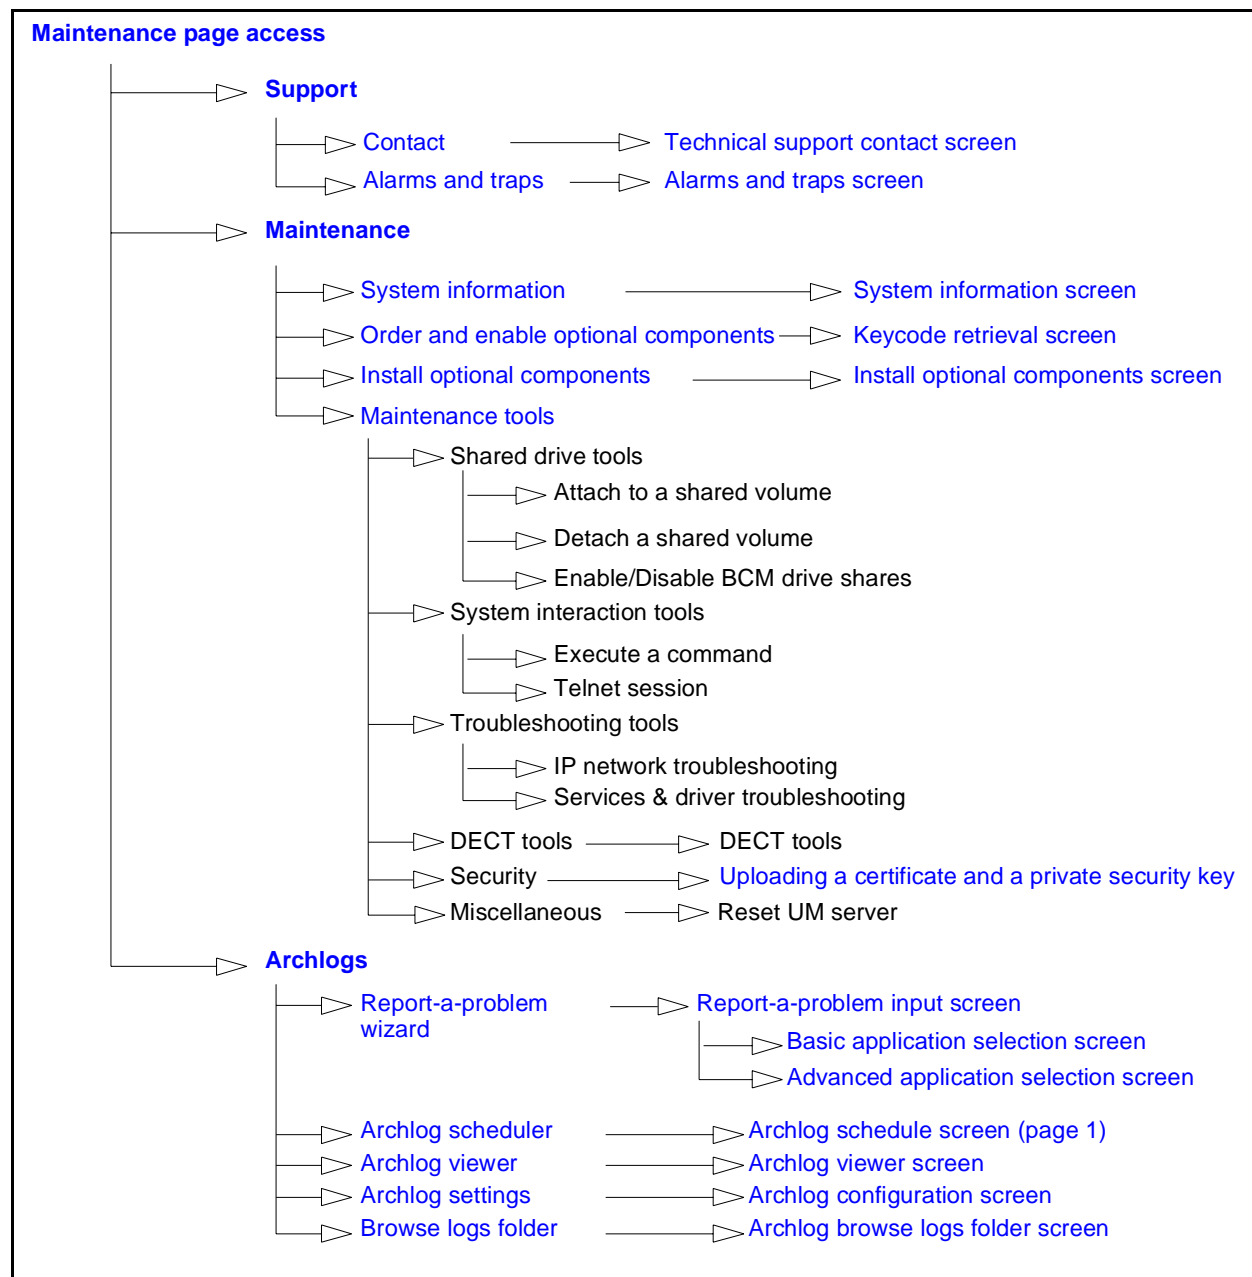 Maintenance page access
Support
Contact
Technical support contact screen
Alarms and traps
Alarms and traps screen
Maintenance
System information
System information screen
Order and enable optional components
Keycode retrieval screen
Install optional components
Install optional components screen
Maintenance tools
Shared drive tools
Attach to a shared volume
Detach a shared volume
Enable/Disable BCM drive shares
System interaction tools
Execute a command
Telnet session
Troubleshooting tools
IP network troubleshooting
Services & driver troubleshooting
DECT tools
DECT tools
Security
Uploading a certificate and a private security key
Miscellaneous
Reset UM server
Archlogs
Report-a-problem
wizard
Report-a-problem input screen
Basic application selection screen
Advanced application selection screen
Archlog scheduler
Archlog schedule screen (page 1)
Archlog viewer
Archlog viewer screen
Archlog settings
Archlog configuration screen
Browse logs folder
Archlog browse logs folder screen